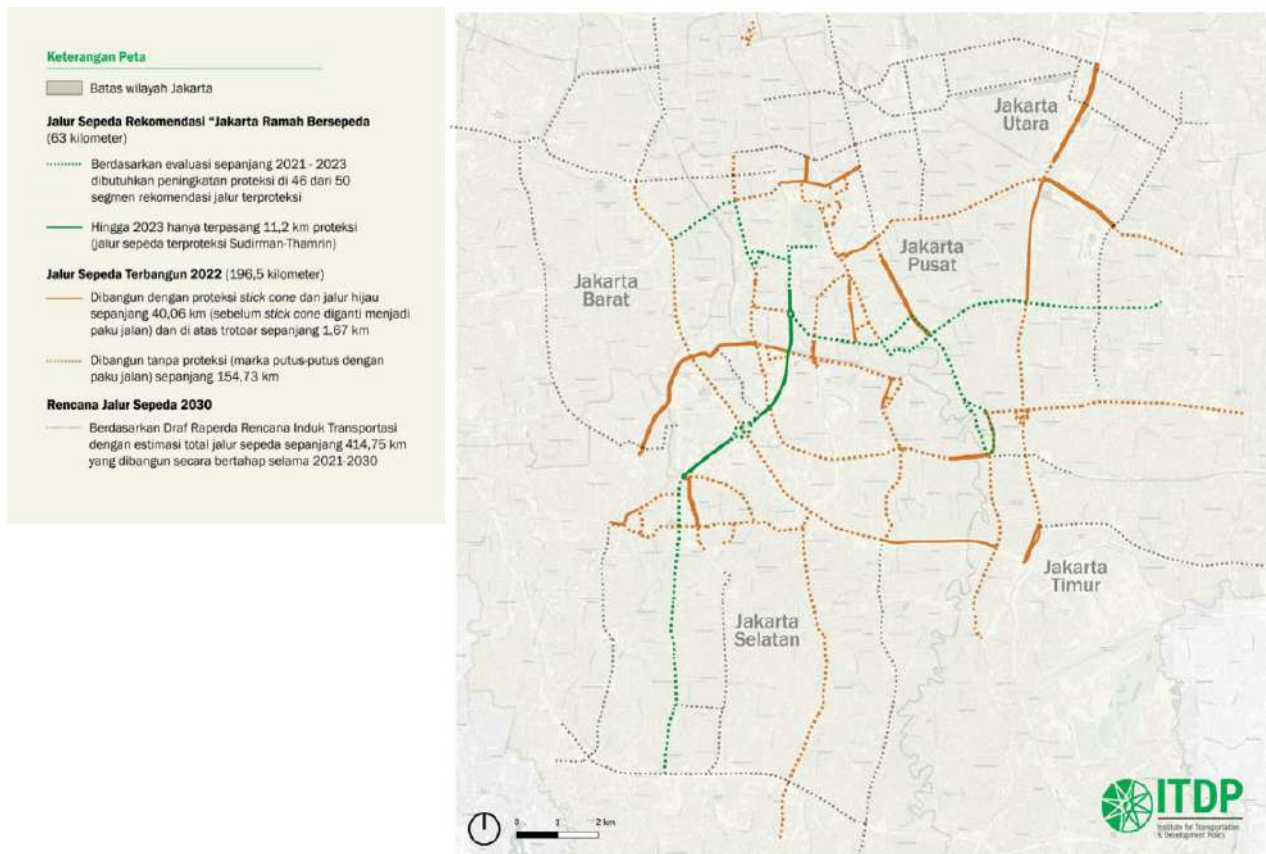 Keterangan Peta
Batas wilayah Jakarta
Jalur Sepeda Rekomendasi "Jakarta Ramah Bersepeda
(63 kilometer)
Berdasarkan evaluasi sepanjang 2021 - 2023
dibutuhkan peningkatan proteksi di 46 dari 50
segmen rekomendasi jalur terproteksi
Hingga 2023 hanya terpasang 11,2 km proteksi
(jalur sepeda terproteksi Sudirman-Thamrin)
Jalur Sepeda Terbangun 2022 (196,5 kilometer)
Dibangun dengan proteksi stick cone dan jalur hijau
sepanjang 40,06 km (sebelum stick cone diganti menjadi
paku jalan) dan di atas trotoar sepanjang 1,67 km
Dibangun tanpa proteksi (marka putus-putus dengan
paku jalan) sepanjang 154,73 km
Rencana Jalur Sepeda 2030
Berdasarkan Draf Raperda Rencana Induk Transportasi
dengan estimasi total jalur sepeda sepanjang 414,75 km
yang dibangun secara bertahap selama 2021-2030
Jakarta
Utara
Jakarta
Pusat
Jakarta
Barat
Jakarta
Timur
Jakarta
Selatan
0 1 2 km
ITDP
Institute for Transportation
& Development Policy